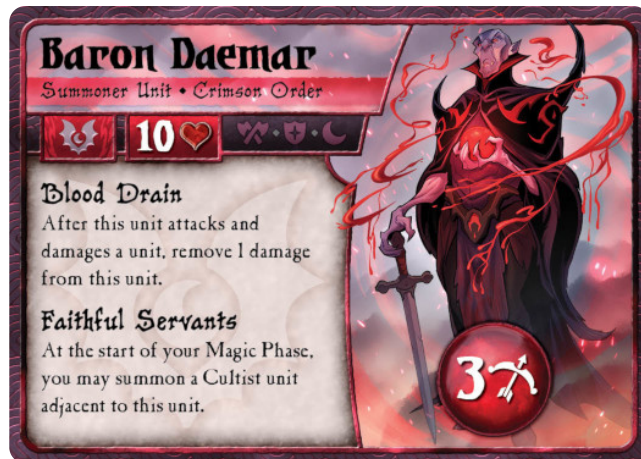 Baron Daemar
Summoner Unit • Crimson Order
10
Blood Drain
After this unit attacks and
damages a unit, remove 1 damage
from this unit.
Faithful Servants
At the start of your Magic Phase,
you may summon a Cultist unit
adjacent to this unit.
3